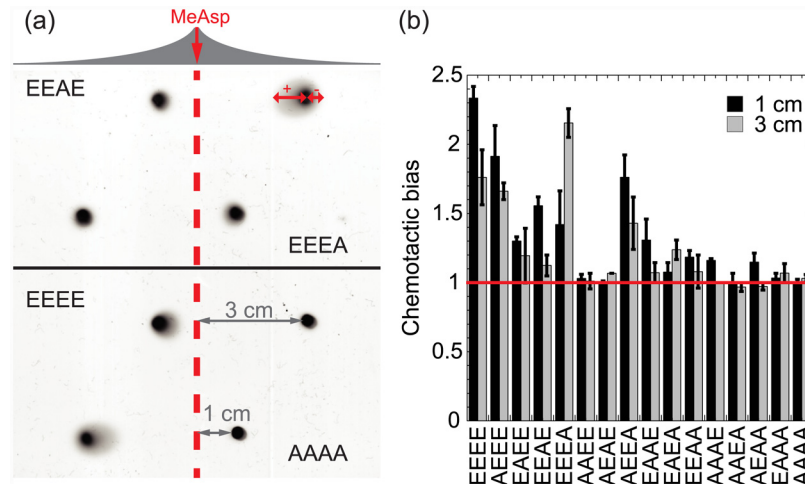 (a)
MeAsp
EEAE
+
-
EEEA
EEEE
3 cm
1 cm
AAAA
(b)
Chemotactic bias
2.5
2
1.5
1
0.5
0
1 cm
3 cm
EEEE
AEEE
EAEE
EEAE
EEEA
AAEE
AEAE
AEEA
EAAE
EAEA
EEAA
AAAE
AAEA
AEAA
EAAA
AAAA